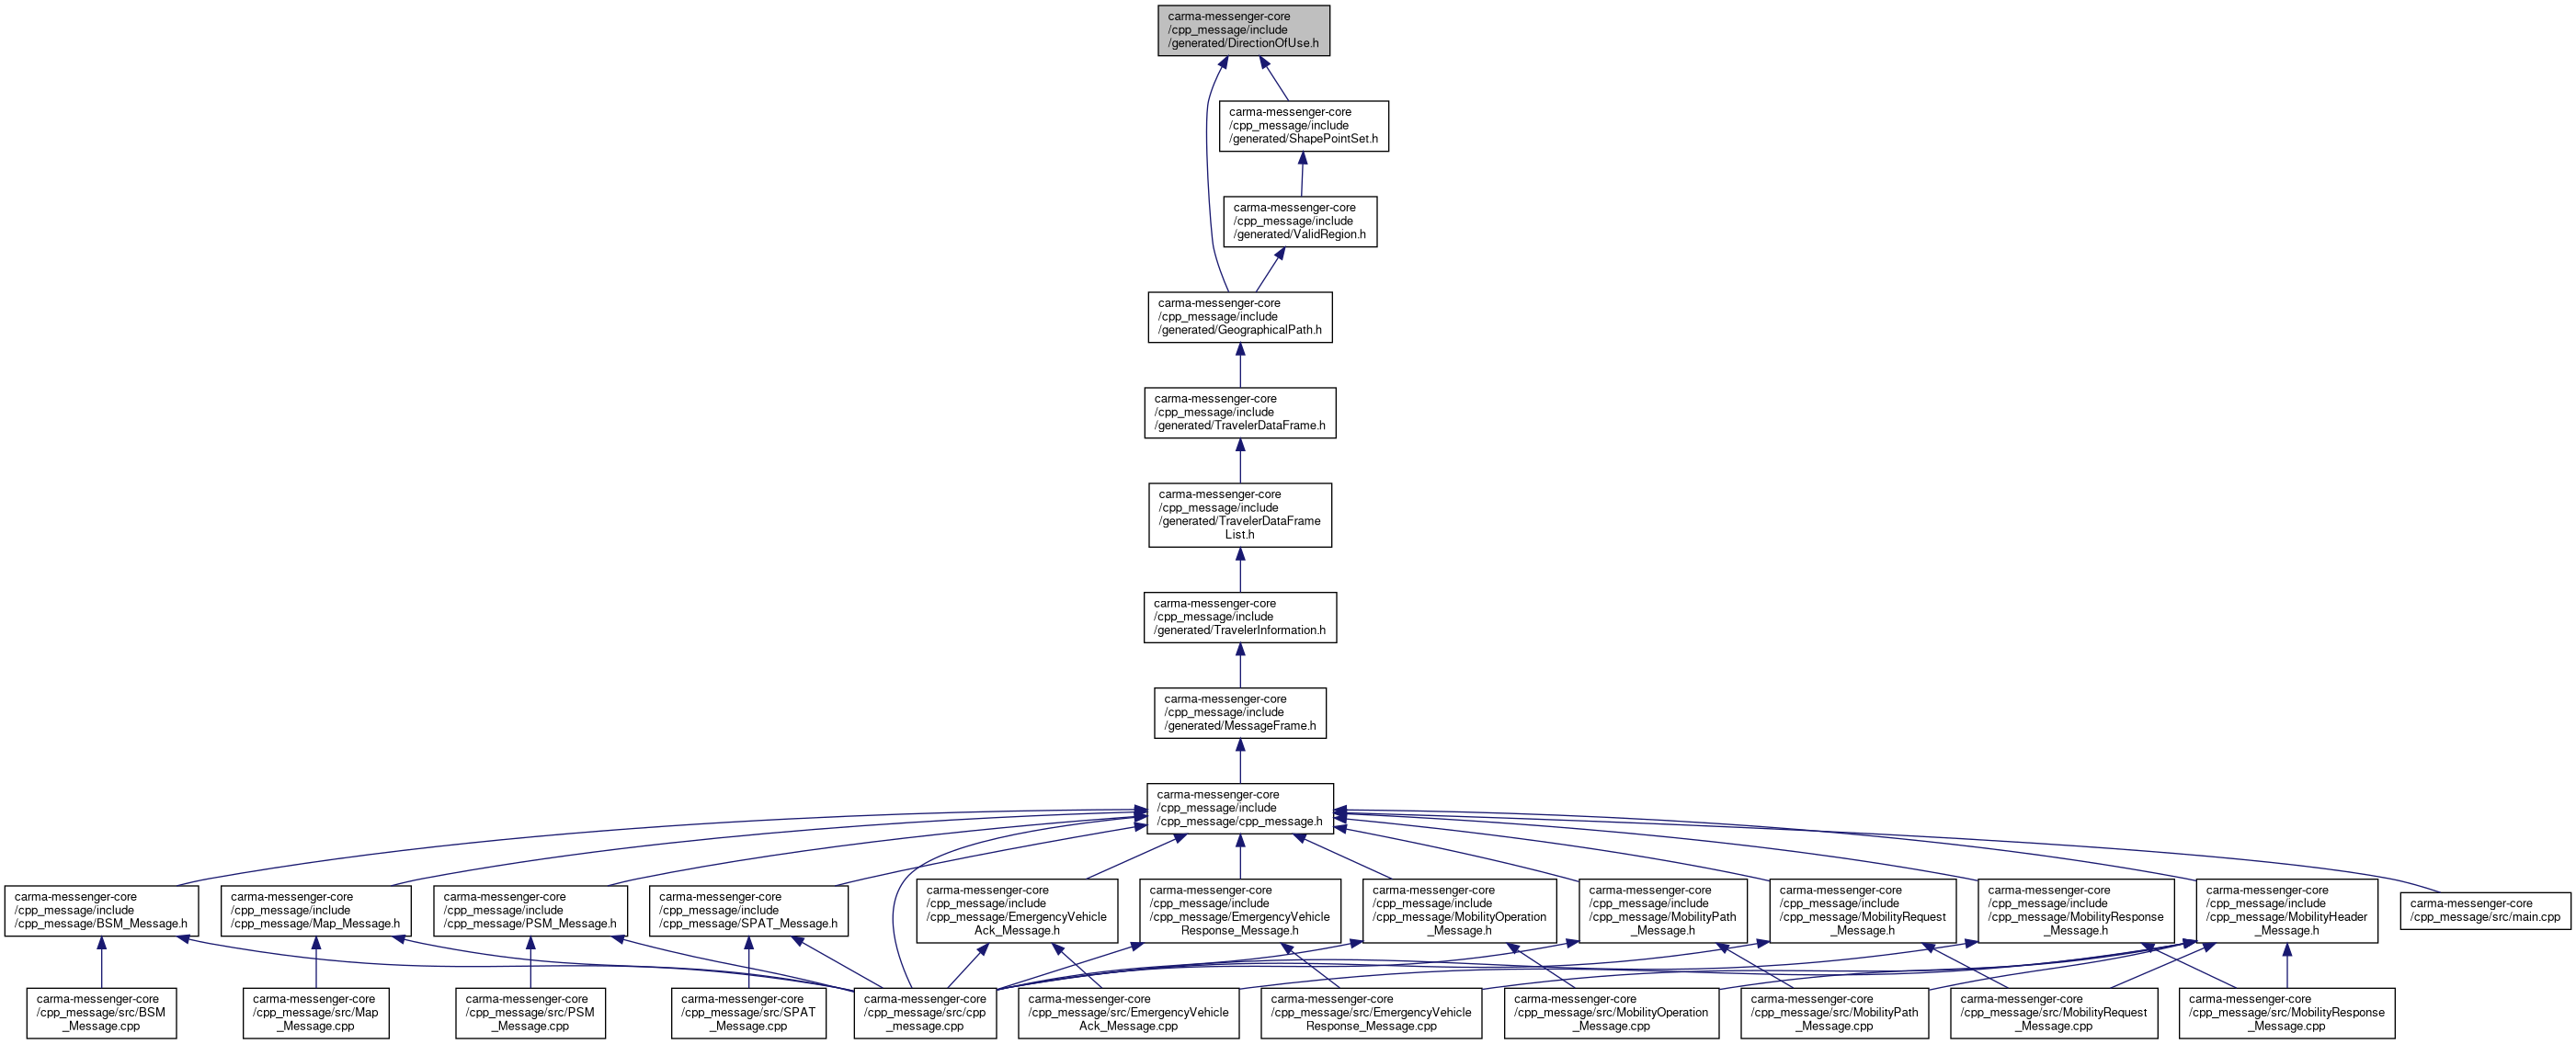 carma-messenger-core
/cpp_message/include
/generated/DirectionOfUse.h
carma-messenger-core
/cpp_message/include
/generated/ShapePointSet.h
carma-messenger-core
/cpp_message/include
/generated/ValidRegion.h
carma-messenger-core
/cpp_message/include
/generated/GeographicalPath.h
carma-messenger-core
/cpp_message/include
/generated/TravelerDataFrame.h
carma-messenger-core
/cpp_message/include
/generated/TravelerDataFrame
List.h
carma-messenger-core
/cpp_message/include
/generated/TravelerInformation.h
carma-messenger-core
/cpp_message/include
/generated/MessageFrame.h
carma-messenger-core
/cpp_message/include
/cpp_message/cpp_message.h
carma-messenger-core
/cpp_message/include
/cpp_message/BSM_Message.h
carma-messenger-core
/cpp_message/include
/cpp_message/Map_Message.h
carma-messenger-core
/cpp_message/include
/cpp_message/PSM_Message.h
carma-messenger-core
/cpp_message/include
/cpp_message/SPAT_Message.h
carma-messenger-core
/cpp_message/include
/cpp_message/EmergencyVehicle
Ack_Message.h
carma-messenger-core
/cpp_message/include
/cpp_message/EmergencyVehicle
Response_Message.h
carma-messenger-core
/cpp_message/include
/cpp_message/MobilityOperation
_Message.h
carma-messenger-core
/cpp_message/include
/cpp_message/MobilityPath
_Message.h
carma-messenger-core
/cpp_message/include
/cpp_message/MobilityRequest
_Message.h
carma-messenger-core
/cpp_message/include
/cpp_message/MobilityResponse
_Message.h
carma-messenger-core
/cpp_message/include
/cpp_message/MobilityHeader
_Message.h
carma-messenger-core
/cpp_message/src/main.cpp
carma-messenger-core
/cpp_message/src/BSM
_Message.cpp
carma-messenger-core
/cpp_message/src/Map
_Message.cpp
carma-messenger-core
/cpp_message/src/PSM
_Message.cpp
carma-messenger-core
/cpp_message/src/SPAT
_Message.cpp
carma-messenger-core
/cpp_message/src/cpp
_message.cpp
carma-messenger-core
/cpp_message/src/EmergencyVehicle
Ack_Message.cpp
carma-messenger-core
/cpp_message/src/EmergencyVehicle
Response_Message.cpp
carma-messenger-core
/cpp_message/src/MobilityOperation
_Message.cpp
carma-messenger-core
/cpp_message/src/MobilityPath
_Message.cpp
carma-messenger-core
/cpp_message/src/MobilityRequest
_Message.cpp
carma-messenger-core
/cpp_message/src/MobilityResponse
_Message.cpp